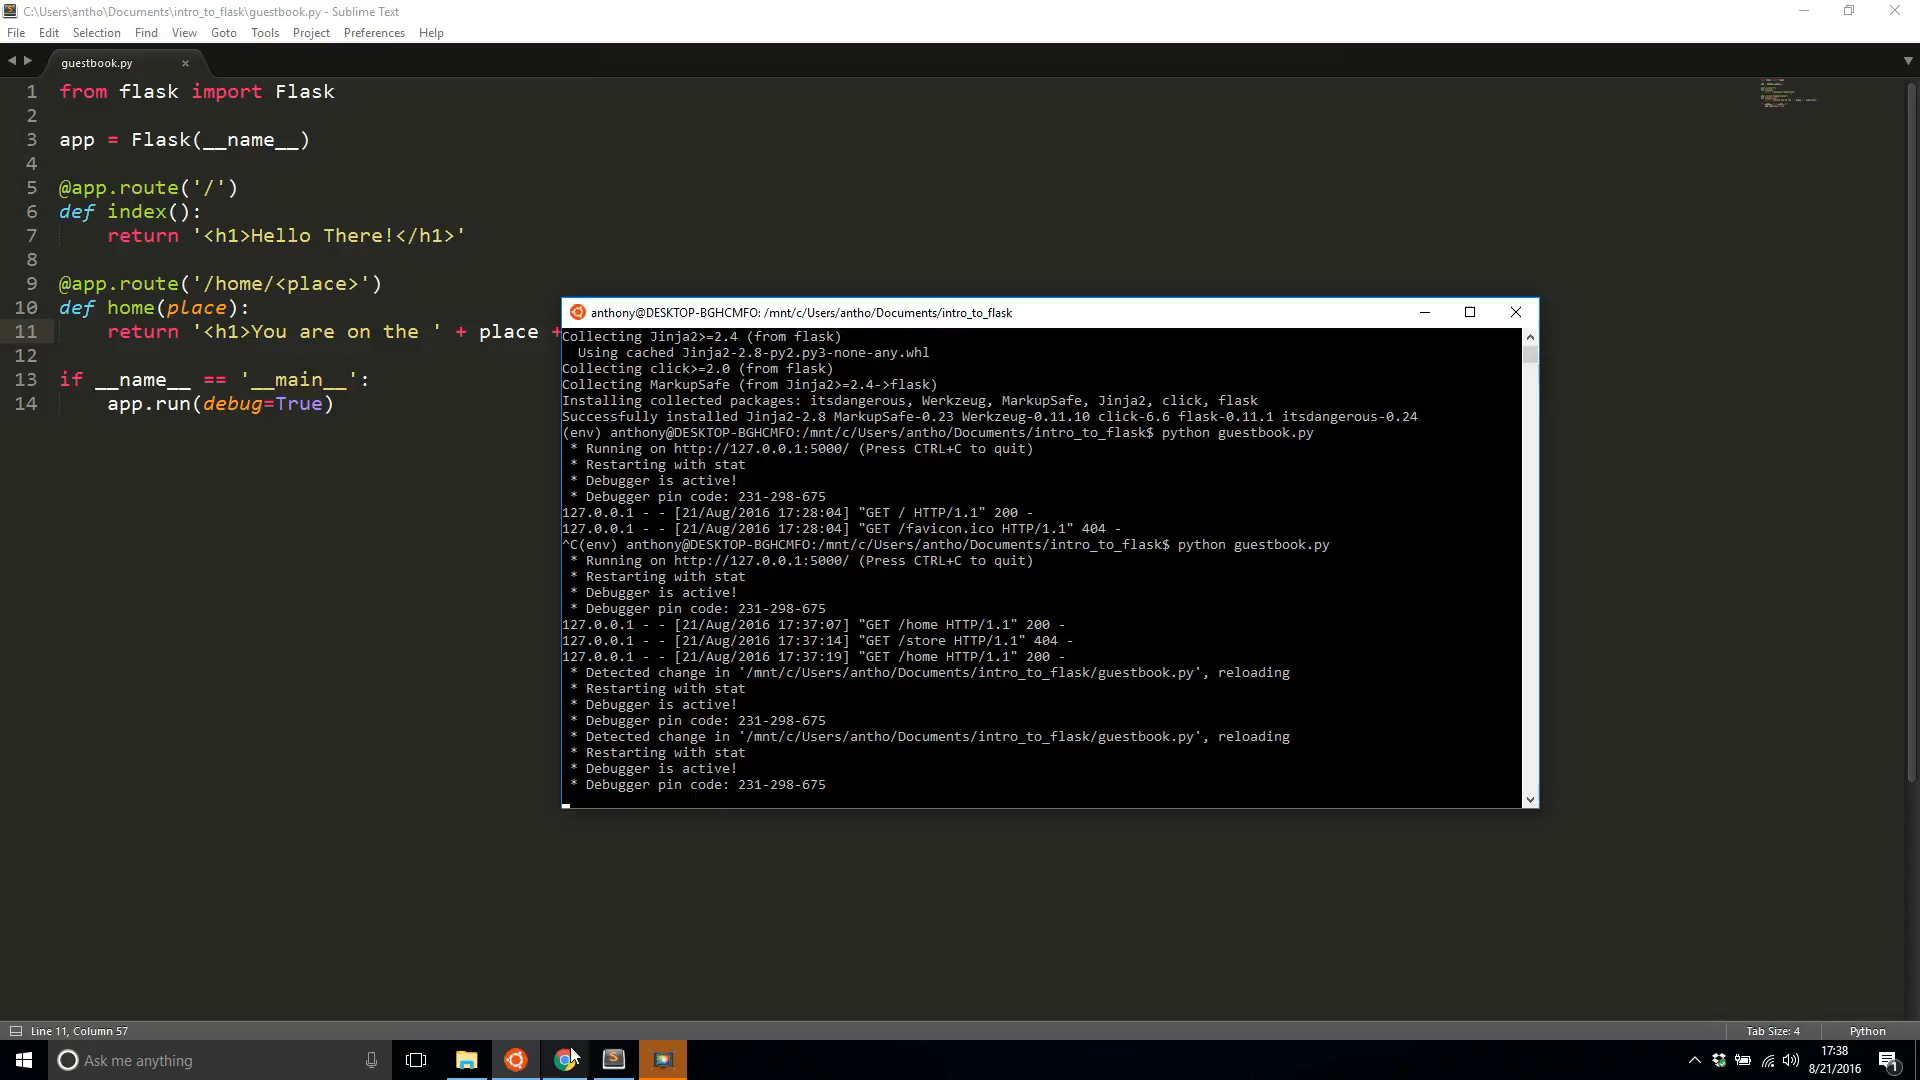 C:\Users\antho\Documents\intro_to_flask\guestbook.py - Sublime Text
File Edit Selection Find View Goto Tools Project Preferences Help
guestbook.py
1 from flask import Flask
2
3 app = Flask(__name__)
4
5 @app.route('/')
6 def index():
7 return '<h1>Hello There!</h1>'
8
9 @app.route('/home/<place>')
10 def home(place):
11 return '<h1>You are on the ' + place +
12
13 if __name__ == '__main__':
14 app.run(debug=True)
anthony@DESKTOP-BGHCMFO: /mnt/c/Users/antho/Documents/intro_to_flask
Collecting Jinja2>=2.4 (from flask)
Using cached Jinja2-2.8-py2.py3-none-any.whl
Collecting click>=2.0 (from flask)
Collecting MarkupSafe (from Jinja2>=2.4->flask)
Installing collected packages: itsdangerous, Werkzeug, MarkupSafe, Jinja2, click, flask
Successfully installed Jinja2-2.8 MarkupSafe-0.23 Werkzeug-0.11.10 click-6.6 flask-0.11.1 itsdangerous-0.24
(env) anthony@DESKTOP-BGHCMFO:/mnt/c/Users/antho/Documents/intro_to_flask$ python guestbook.py
* Running on http://127.0.0.1:5000/ (Press CTRL+C to quit)
* Restarting with stat
* Debugger is active!
* Debugger pin code: 231-298-675
127.0.0.1 - - [21/Aug/2016 17:28:04] "GET / HTTP/1.1" 200 -
127.0.0.1 - - [21/Aug/2016 17:28:04] "GET /favicon.ico HTTP/1.1" 404 -
^C(env) anthony@DESKTOP-BGHCMFO:/mnt/c/Users/antho/Documents/intro_to_flask$ python guestbook.py
* Running on http://127.0.0.1:5000/ (Press CTRL+C to quit)
* Restarting with stat
* Debugger is active!
* Debugger pin code: 231-298-675
127.0.0.1 - - [21/Aug/2016 17:37:07] "GET /home HTTP/1.1" 200 -
127.0.0.1 - - [21/Aug/2016 17:37:14] "GET /store HTTP/1.1" 404 -
127.0.0.1 - - [21/Aug/2016 17:37:19] "GET /home HTTP/1.1" 200 -
* Detected change in '/mnt/c/Users/antho/Documents/intro_to_flask/guestbook.py', reloading
* Restarting with stat
* Debugger is active!
* Debugger pin code: 231-298-675
* Detected change in '/mnt/c/Users/antho/Documents/intro_to_flask/guestbook.py', reloading
* Restarting with stat
* Debugger is active!
* Debugger pin code: 231-298-675
Line 11, Column 57
Tab Size: 4
Python
Ask me anything
17:38
8/21/2016
1